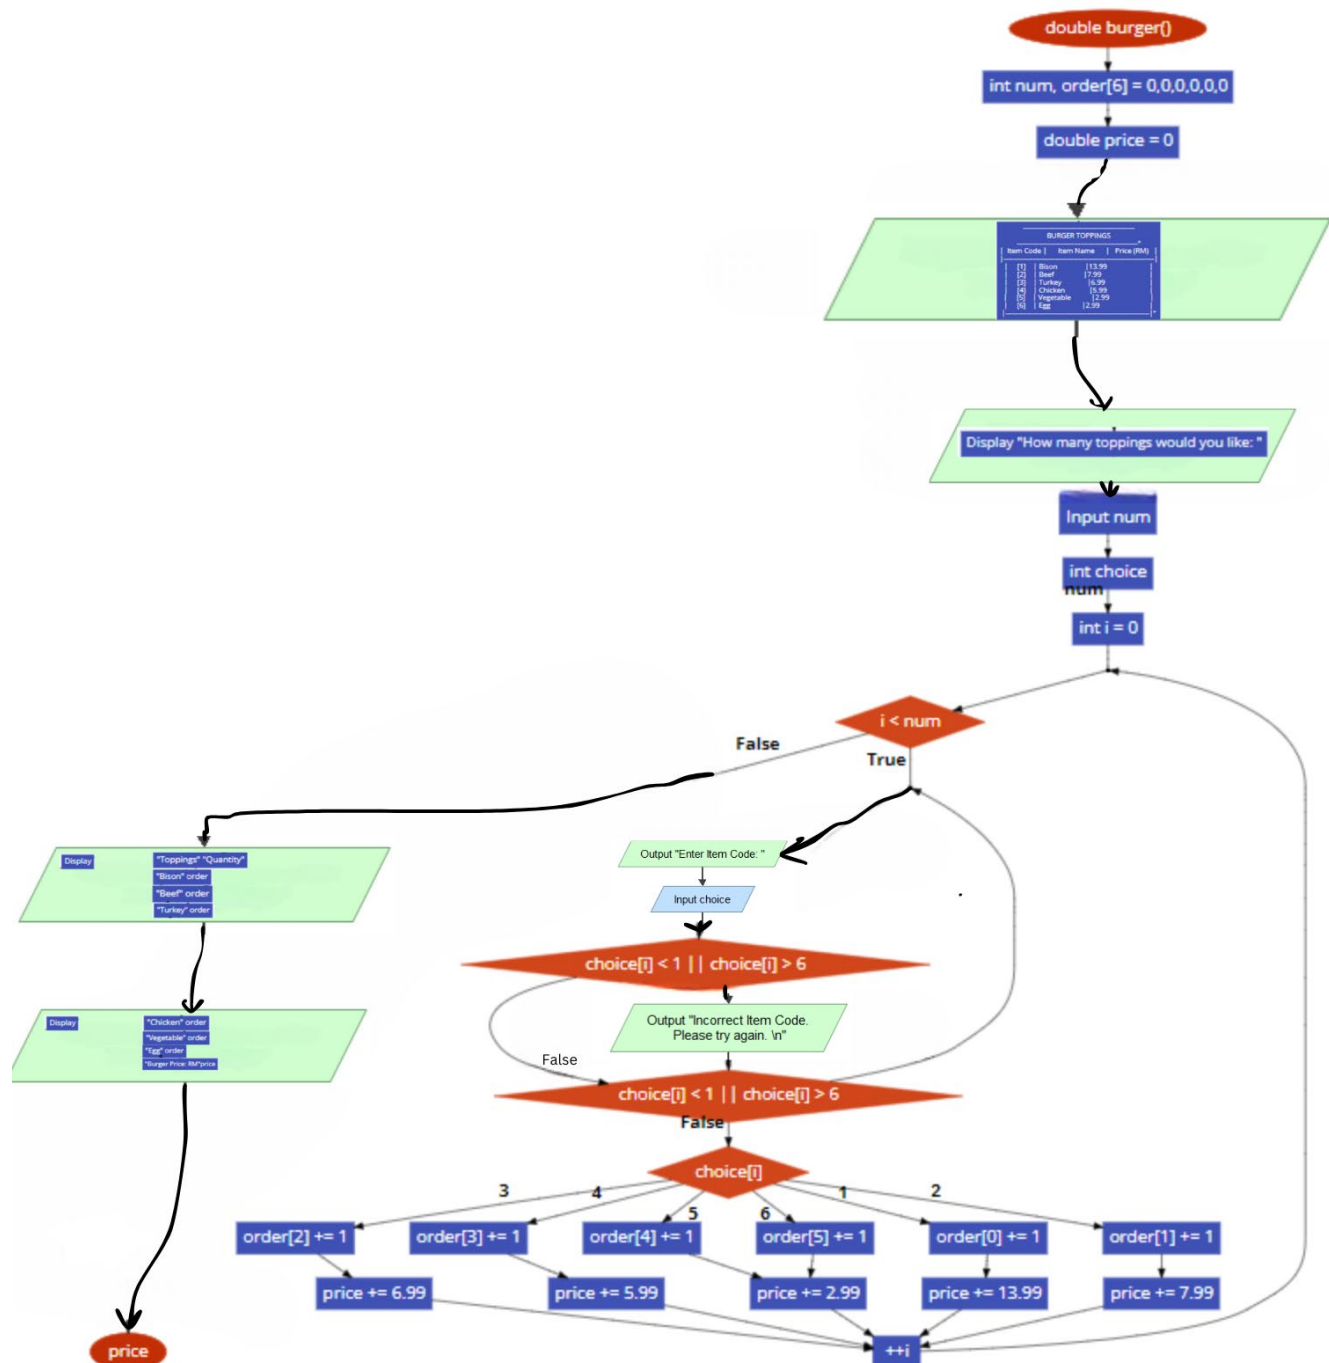 double burger()
int num, order[6] = 0,0,0,0,0,0
double price = 0
BURGER TOPPINGS
| Item Code | Item Name | Price (RM) |
| [1] | Bison |13.99 |
| [2] | Beef |7.99 |
| [3] | Turkey |6.99 |
| [4] | Chicken |5.99 |
| [5] | Vegetable |2.99 |
| [6] | Egg |2.99 |
Display "How many toppings would you like: "
Input num
int choice
num
int i = 0
i < num
False
True
Display
"Toppings" "Quantity"
"Bison" order
"Beef" order
"Turkey" order
Display
"Chicken" order
"Vegetable" order
"Egg" order
"Burger Price: RM"price
price
Output "Enter Item Code: "
Input choice
choice[i] < 1 || choice[i] > 6
Output "Incorrect Item Code.
Please try again. \n"
False
choice[i] < 1 || choice[i] > 6
False
choice[i]
3
4
5
6
1
2
order[2] += 1
order[3] += 1
order[4] += 1
order[5] += 1
order[0] += 1
order[1] += 1
price += 6.99
price += 5.99
price += 2.99
price += 13.99
price += 7.99
++i